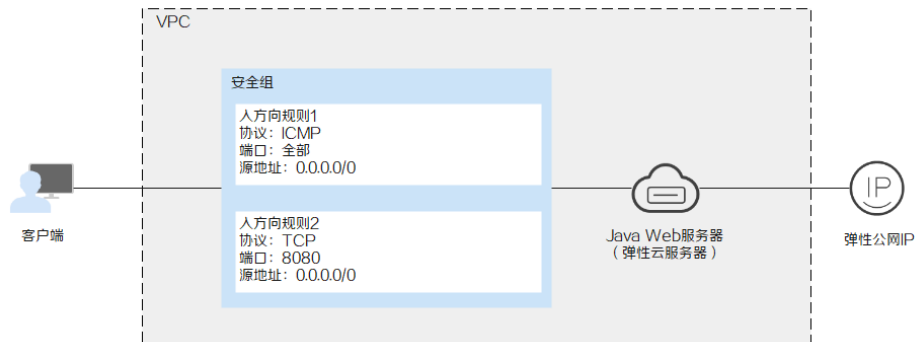 VPC
安全组
人方向规则1
协议：ICMP
端口：全部
源地址：0.0.0.0/0
人方向规则2
协议：TCP
端口：8080
源地址：0.0.0.0/0
客户端
Java Web服务器
（弹性云服务器）
IP
弹性公网IP